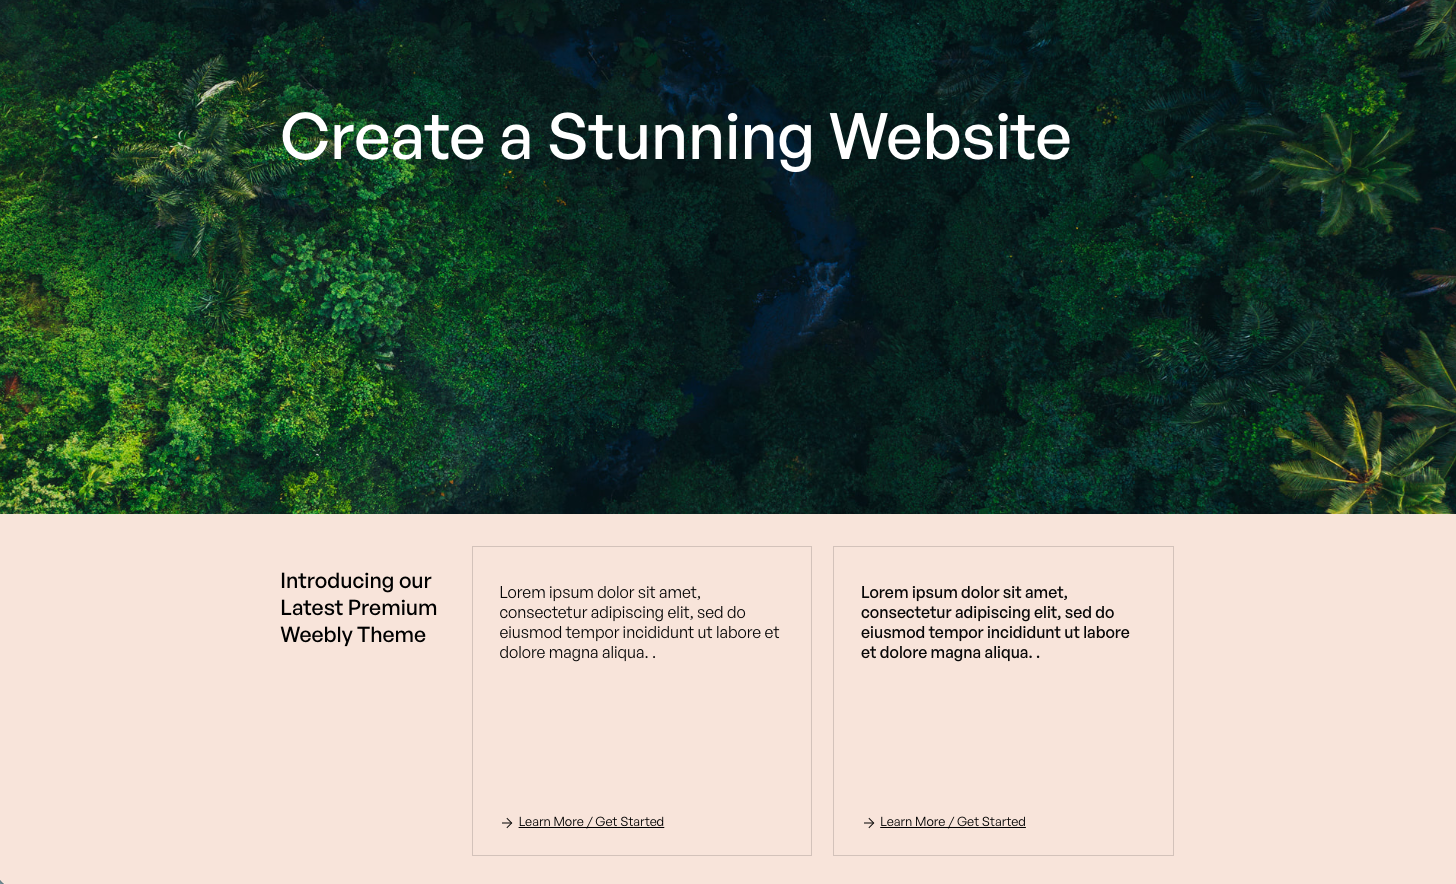 Create a Stunning Website
Introducing our
Latest Premium
Weebly Theme
Lorem ipsum dolor sit amet,
consectetur adipiscing elit, sed do
eiusmod tempor incididunt ut labore et
dolore magna aliqua. .
→ Learn More / Get Started
Lorem ipsum dolor sit amet,
consectetur adipiscing elit, sed do
eiusmod tempor incididunt ut labore
et dolore magna aliqua. .
→ Learn More / Get Started